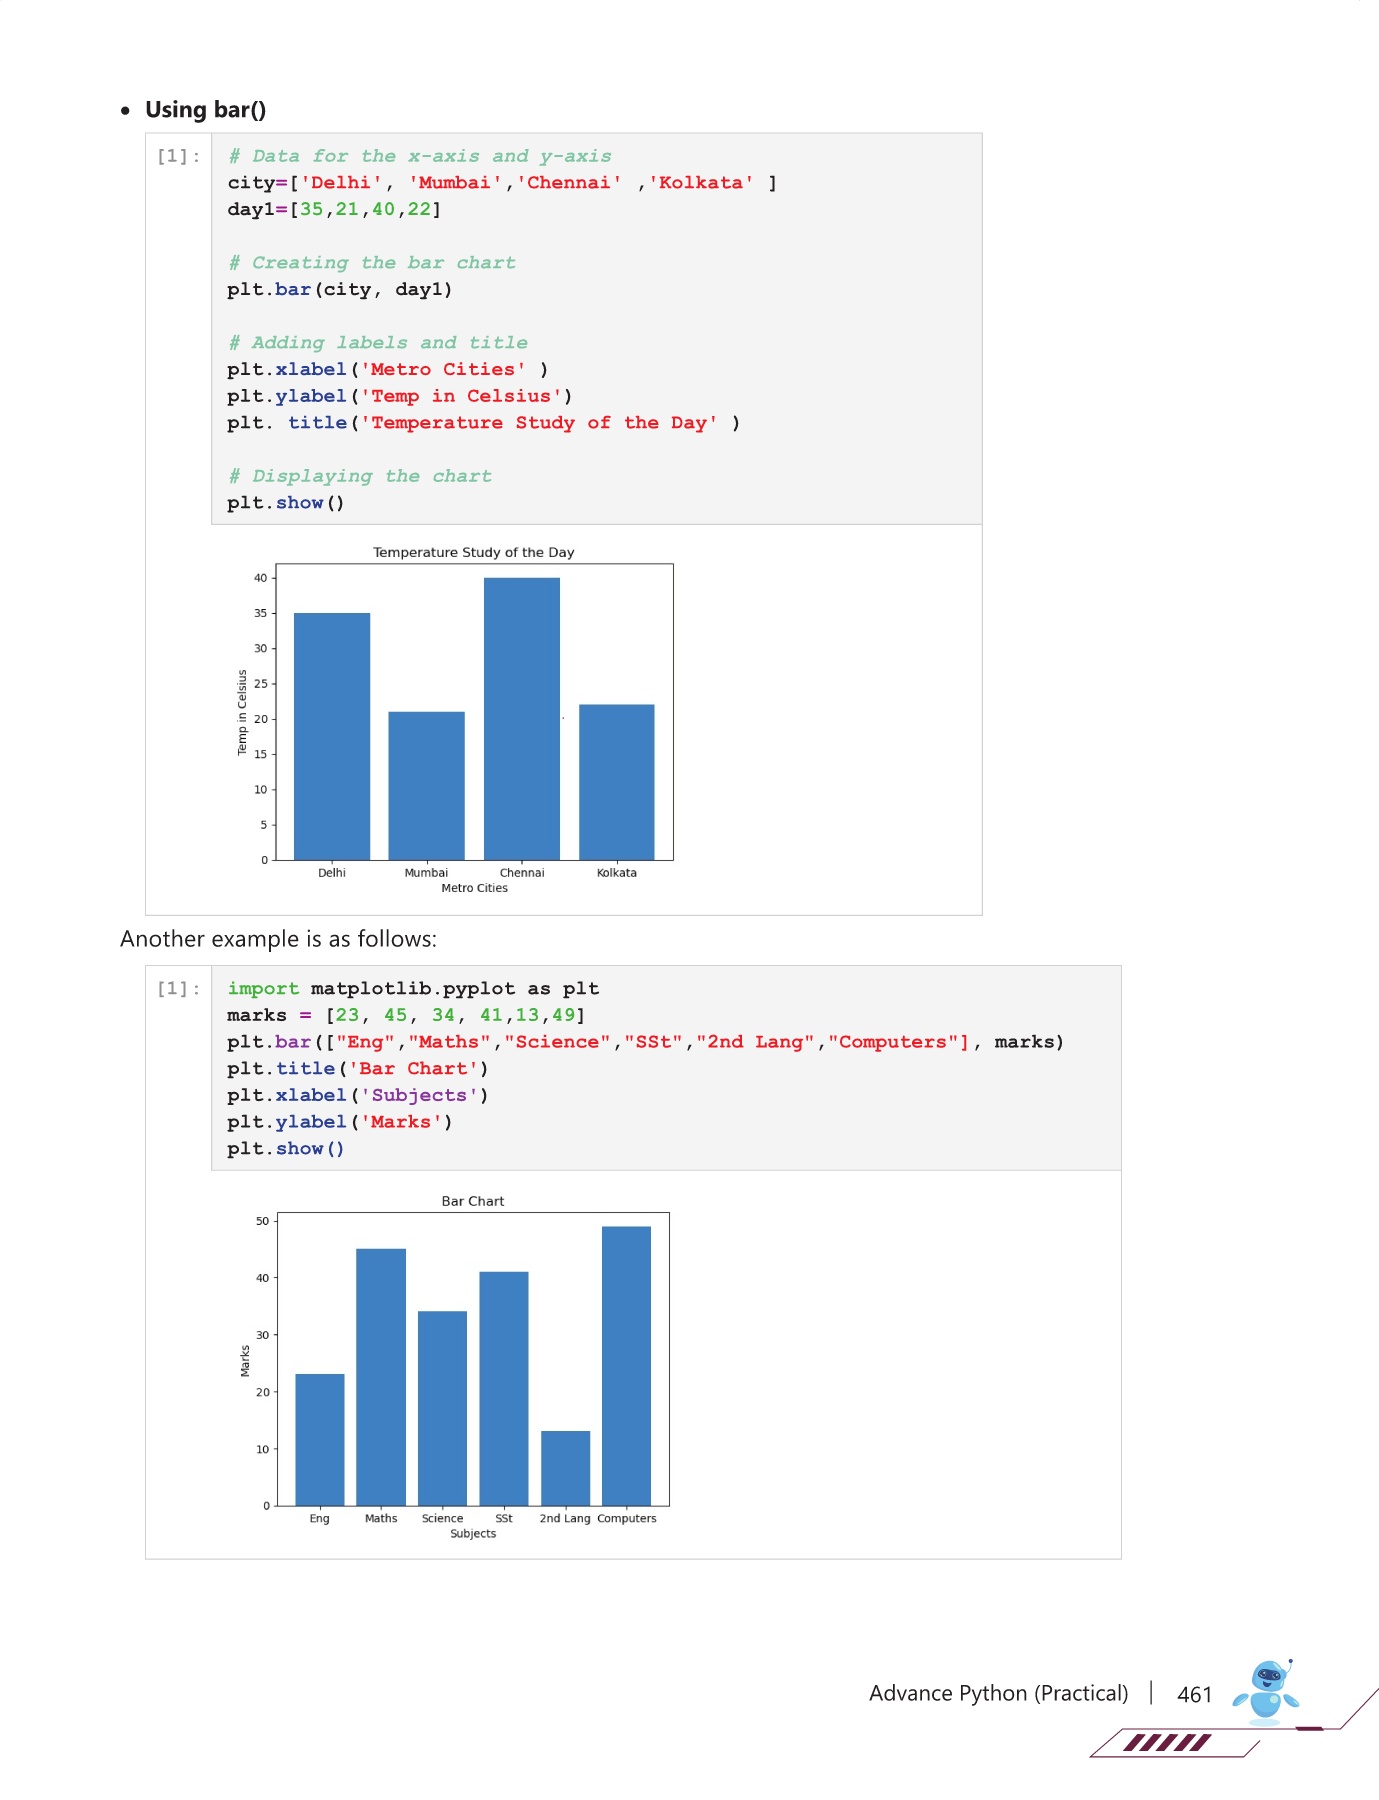 • Using bar()
[1]: # Data for the x-axis and y-axis
city=['Delhi', 'Mumbai','Chennai' ,'Kolkata' ]
day1=[35,21,40,22]
# Creating the bar chart
plt.bar(city, day1)
# Adding labels and title
plt.xlabel('Metro Cities' )
plt.ylabel('Temp in Celsius')
plt. title('Temperature Study of the Day' )
# Displaying the chart
plt.show()
Temperature Study of the Day
Temp in Celsius
40
35
30
25
20
15
10
5
0
Delhi Mumbai Chennai Kolkata
Metro Cities
Another example is as follows:
[1]: import matplotlib.pyplot as plt
marks = [23, 45, 34, 41,13,49]
plt.bar(["Eng","Maths","Science","SSt","2nd Lang","Computers"], marks)
plt.title('Bar Chart')
plt.xlabel('Subjects')
plt.ylabel('Marks')
plt.show()
Bar Chart
Marks
50
40
30
20
10
0
Eng Maths Science SSt 2nd Lang Computers
Subjects
Advance Python (Practical) | 461